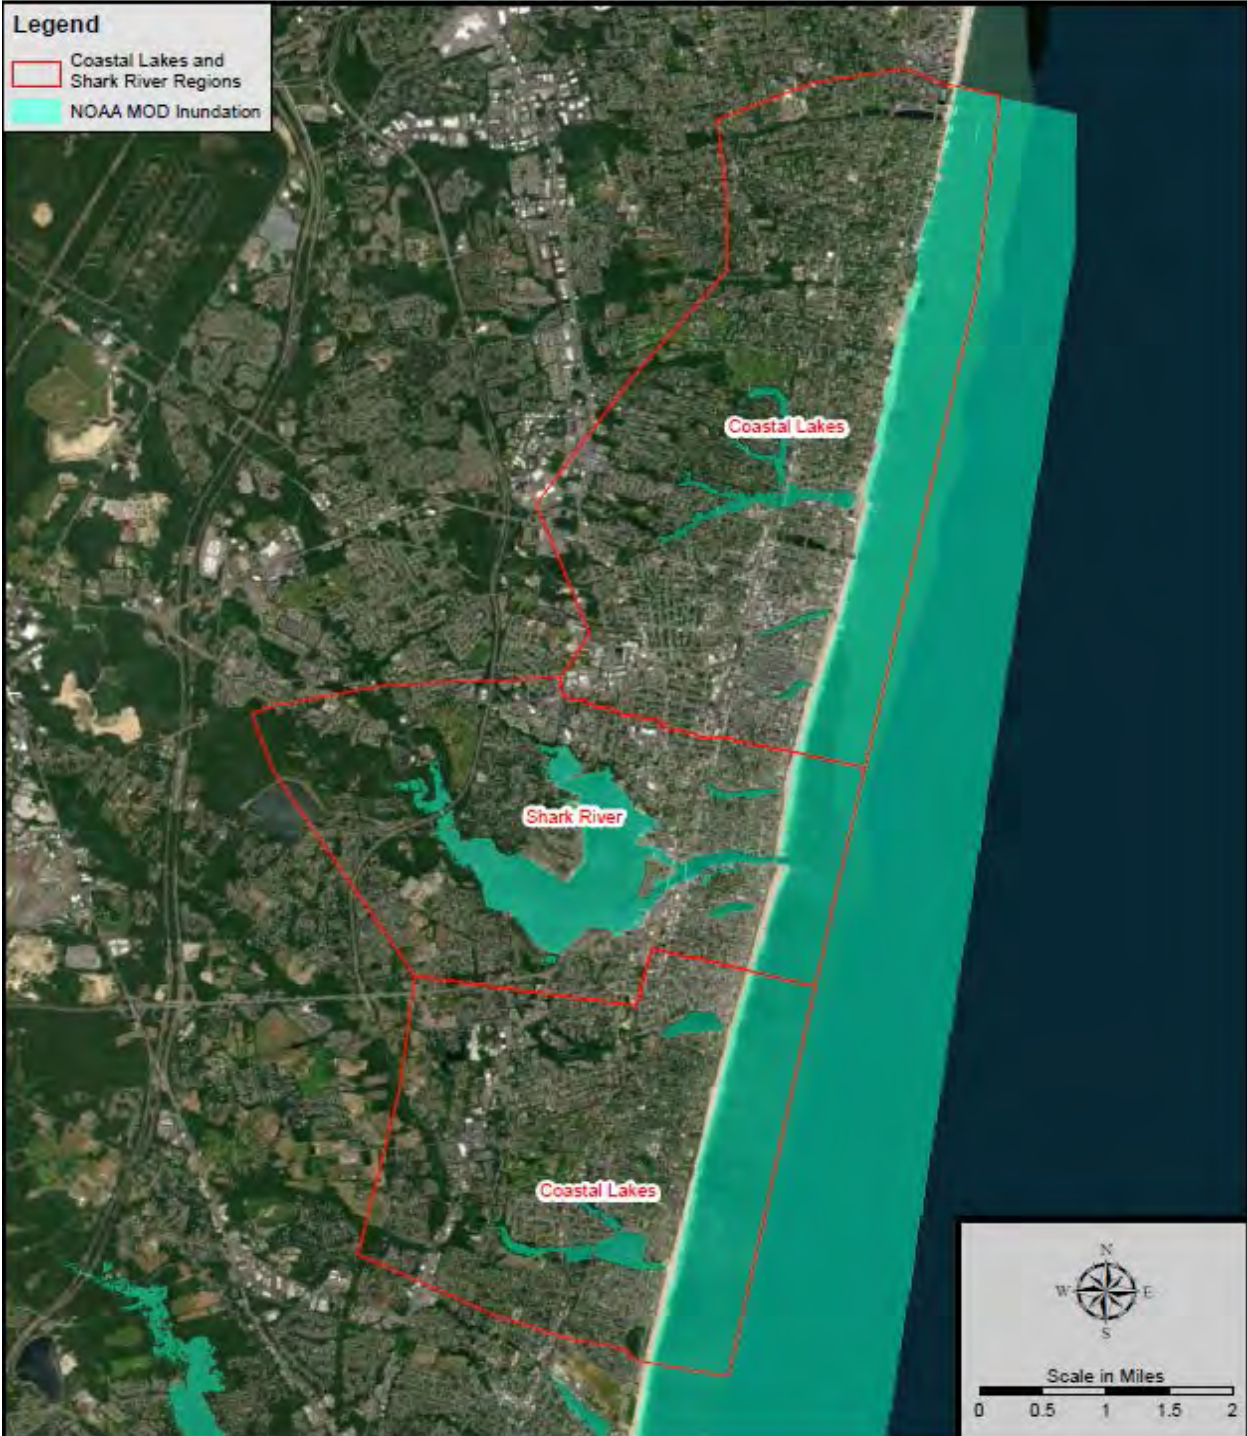 Legend
Coastal Lakes and
Shark River Regions
NOAA MOD Inundation
Coastal Lakes
Shark River
Coastal Lakes
N
W E
S
Scale in Miles
0 0.5 1 1.5 2